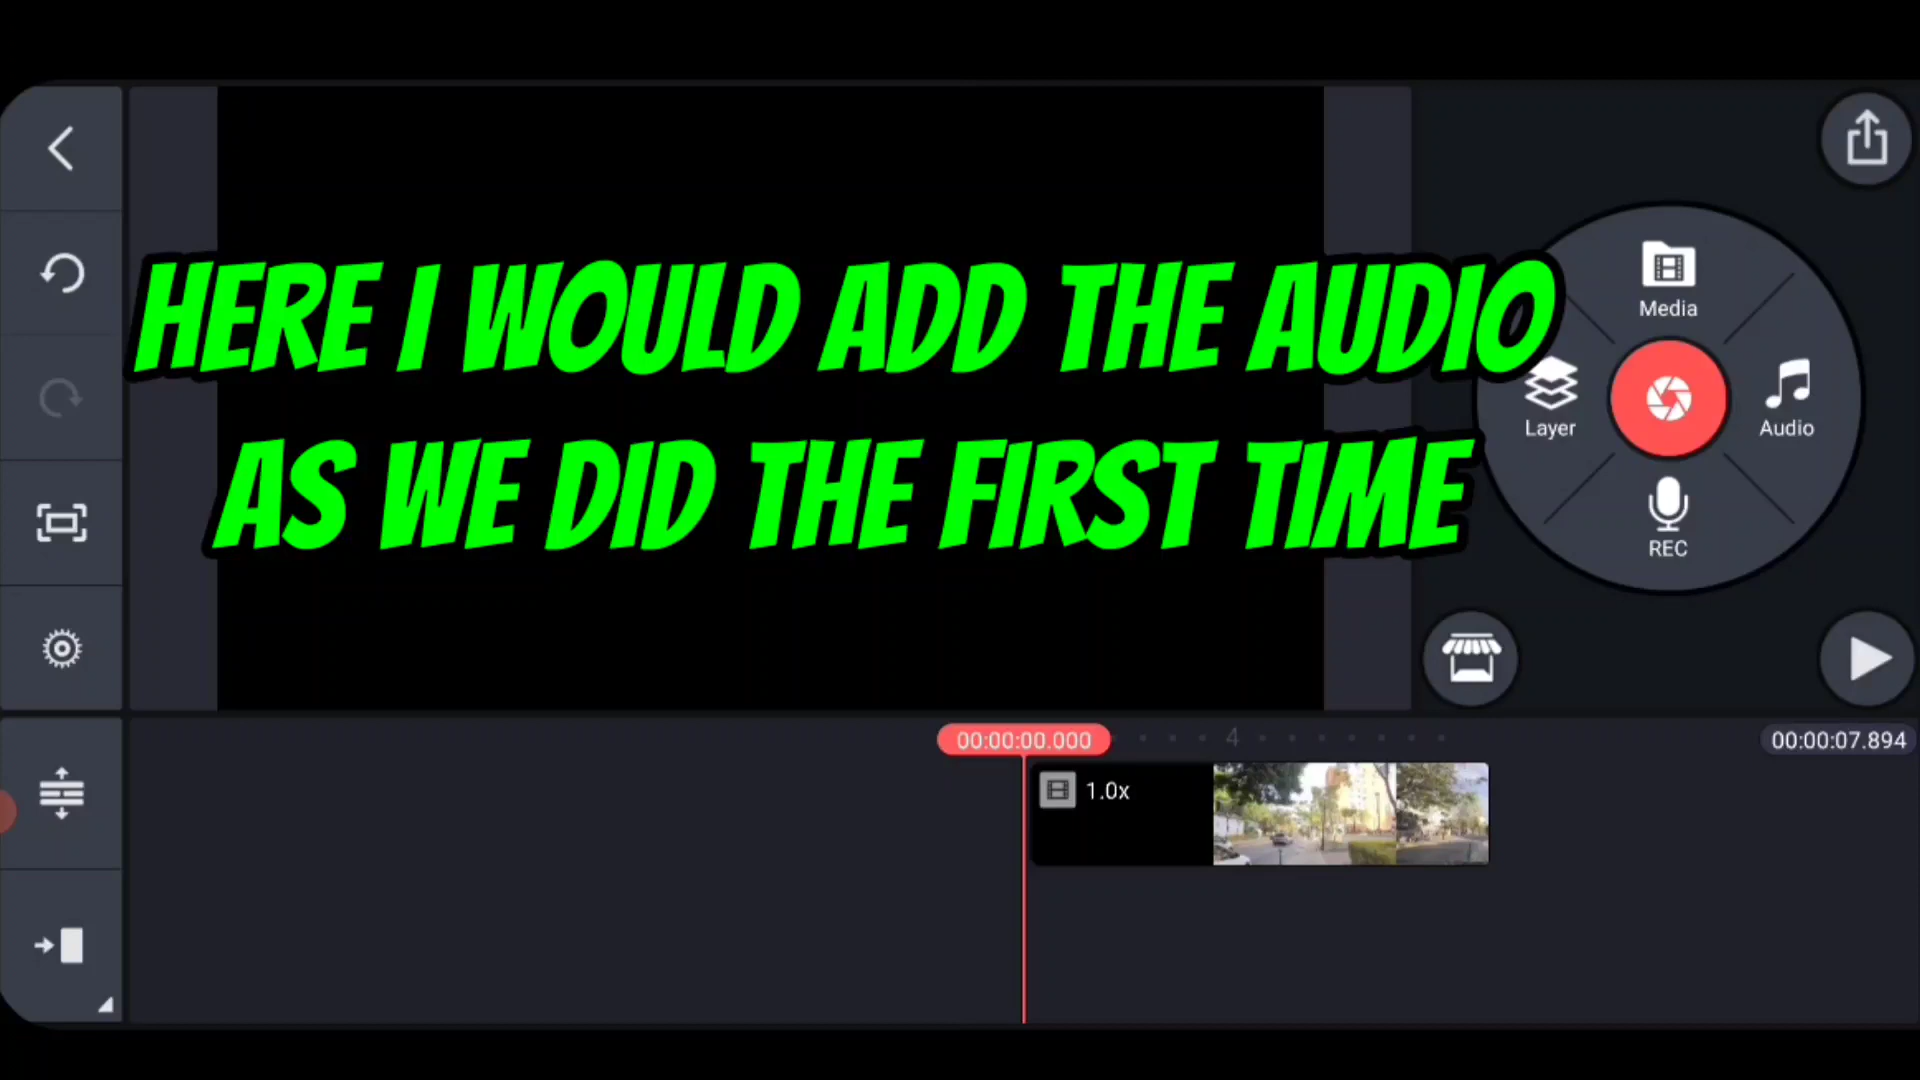 HERE I WOULD ADD THE AUDIO
AS WE DID THE FIRST TIME
Media
Layer
Audio
REC
00:00:00.000
4
00:00:07.894
1.0x